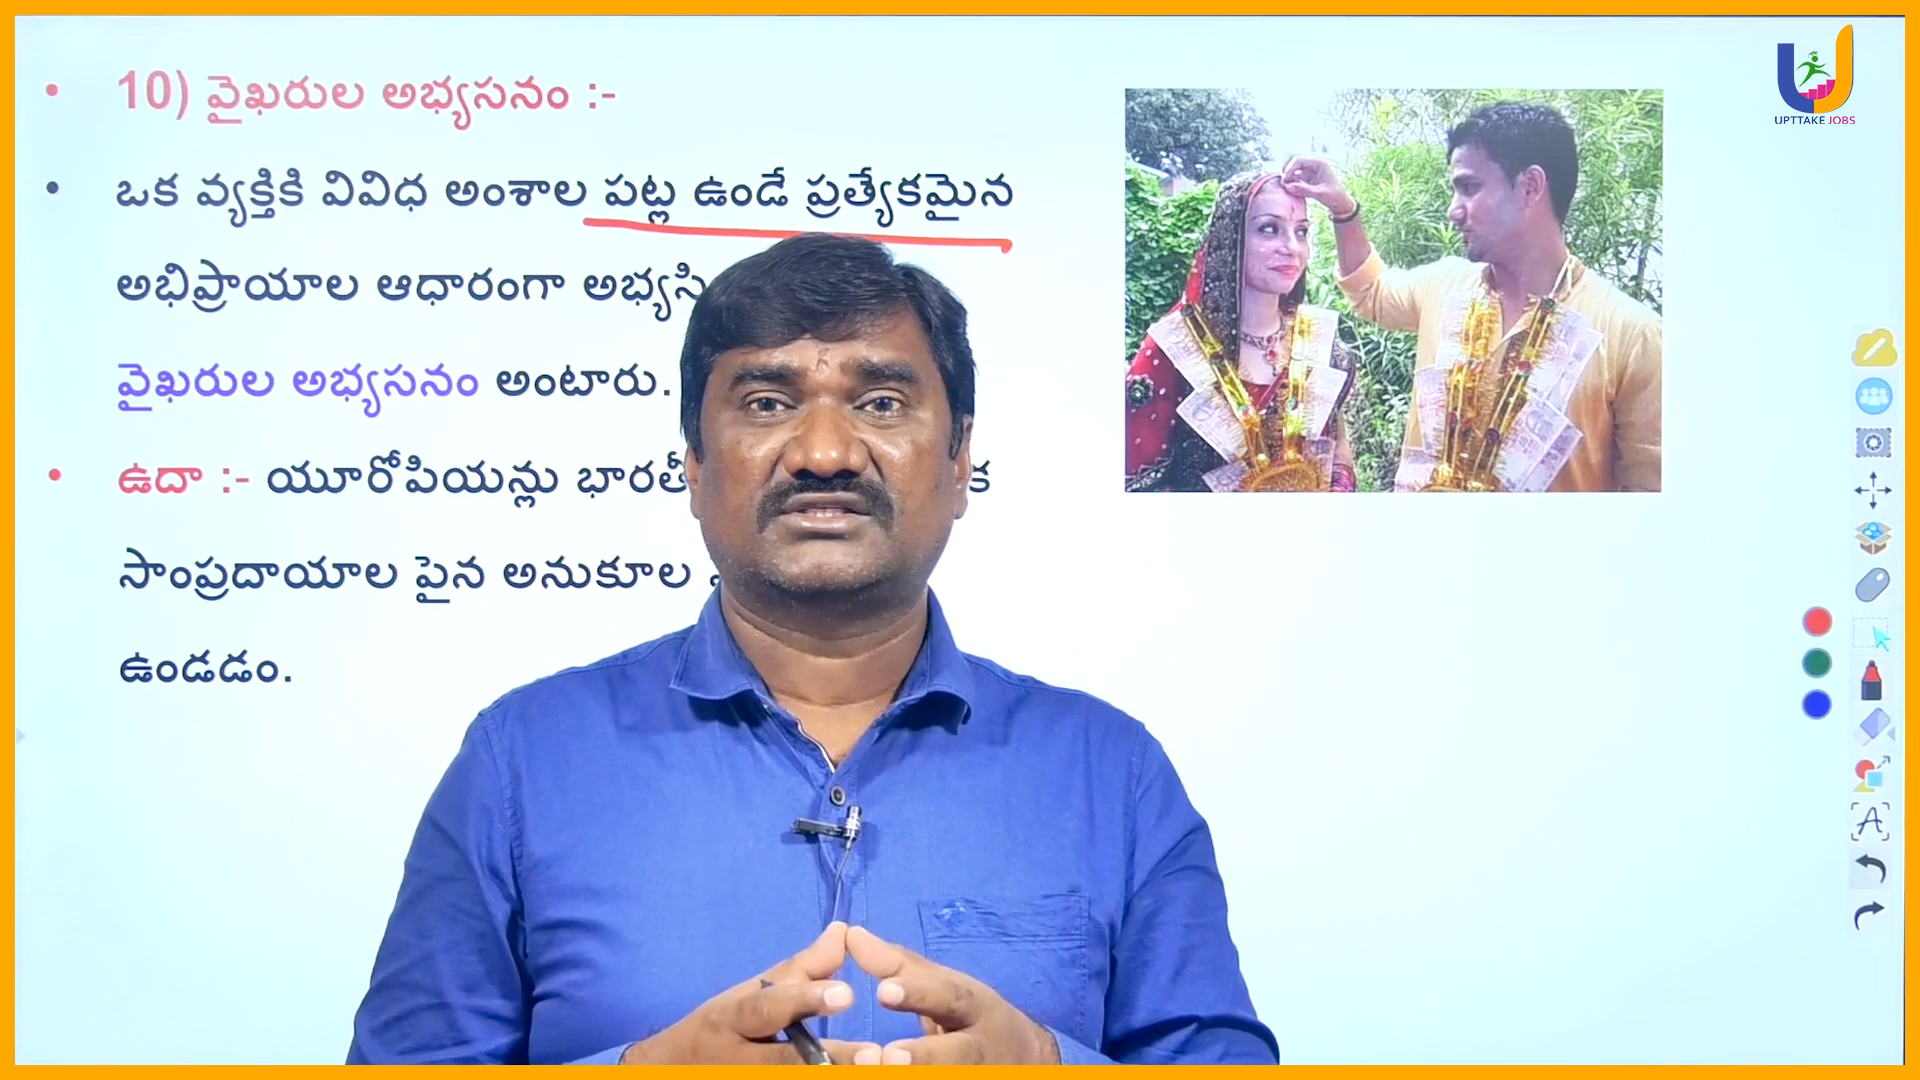 • 10) వైఖరుల అభ్యసనం :-
• ఒక వ్యక్తికి వివిధ అంశాల పట్ల ఉండే ప్రత్యేకమైన
అభిప్రాయాల ఆధారంగా
వైఖరుల అభ్యసనం అంటారు.
• ఉదా :- యూరోపియన్లు
సాంప్రదాయాల పైన అనుకూల
ఉండడం.
UPTTAKE JOBS